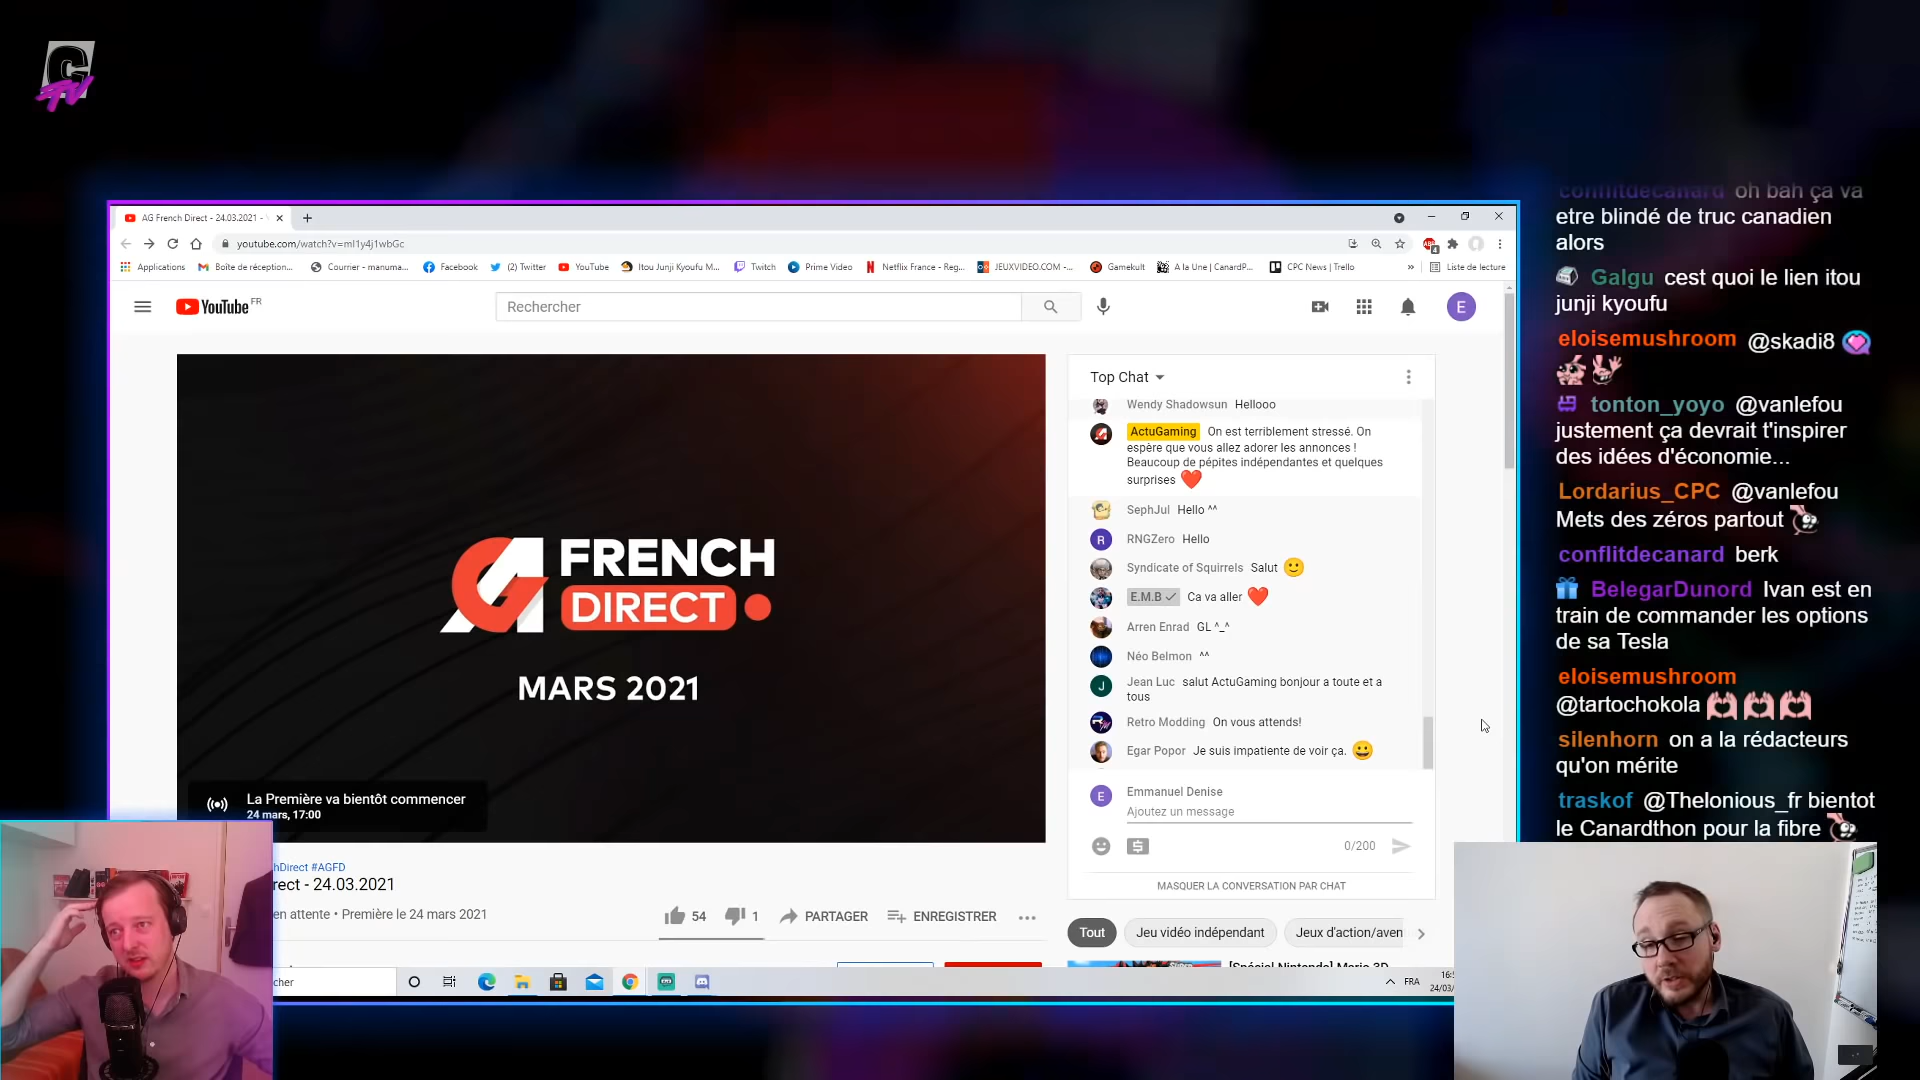 C TV
AG French Direct - 24.03.2021 -
youtube.com/watch?v=ml1y4j1wbGc
Applications
Boîte de réception...
Courrier - manuma...
Facebook
(2) Twitter
YouTube
Itou Junji Kyoufu M...
Twitch
Prime Video
Netflix France - Reg...
JEUXVIDEO.COM -...
Gamekult
A la Une | CanardP...
CPC News | Trello
Liste de lecture
YouTube FR
Rechercher
E
FRENCH
DIRECT
MARS 2021
La Première va bientôt commencer
24 mars, 17:00
hDirect #AGFD
rect - 24.03.2021
en attente • Première le 24 mars 2021
54
1
PARTAGER
ENREGISTRER
Top Chat
Wendy Shadowsun Hellooo
ActuGaming On est terriblement stressé. On
espère que vous allez adorer les annonces !
Beaucoup de pépites indépendantes et quelques
surprises
SephJul Hello ^^
R RNGZero Hello
Syndicate of Squirrels Salut
E.M.B Ca va aller
Arren Enrad GL ^_^
Néo Belmon ^^
J Jean Luc salut ActuGaming bonjour a toute et a
tous
Retro Modding On vous attends!
Egar Popor Je suis impatiente de voir ça.
E Emmanuel Denise
Ajoutez un message
0/200
MASQUER LA CONVERSATION PAR CHAT
Tout
Jeu vidéo indépendant
Jeux d'action/aven
[Spécial Nintendo] Mario 3D
cher
FRA
16:5
24/03/
conflitdecanard oh bah ça va
etre blindé de truc canadien
alors
Galgu cest quoi le lien itou
junji kyoufu
eloisemushroom @skadi8
tonton_yoyo @vanlefou
justement ça devrait t'inspirer
des idées d'économie...
Lordarius_CPC @vanlefou
Mets des zéros partout
conflitdecanard berk
BelegarDunord Ivan est en
train de commander les options
de sa Tesla
eloisemushroom
@tartochokola
silenhorn on a la rédacteurs
qu'on mérite
traskof @Thelonious_fr bientot
le Canardthon pour la fibre